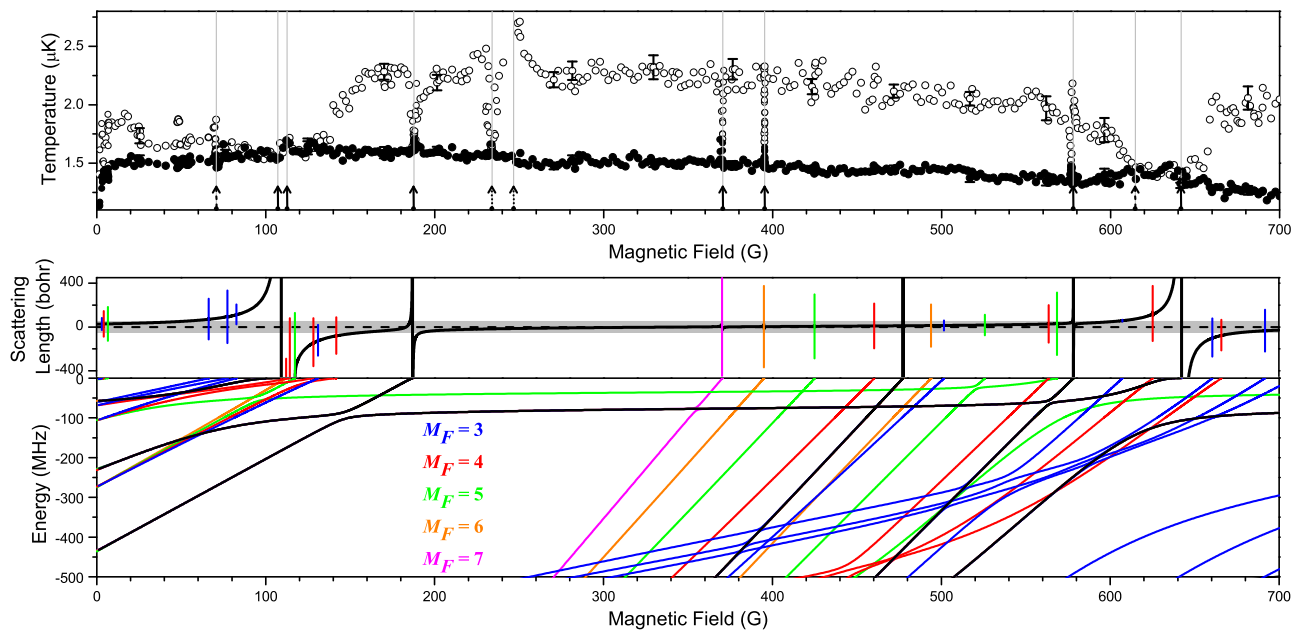 2.5
2.0
1.5
Temperature (μK)
0 100 200 300 400 500 600 700
Magnetic Field (G)
400
0
-400
Scattering
Length (bohr)
0
-100
-200
-300
-400
-500
Energy (MHz)
M_F = 3
M_F = 4
M_F = 5
M_F = 6
M_F = 7
0 100 200 300 400 500 600 700
Magnetic Field (G)